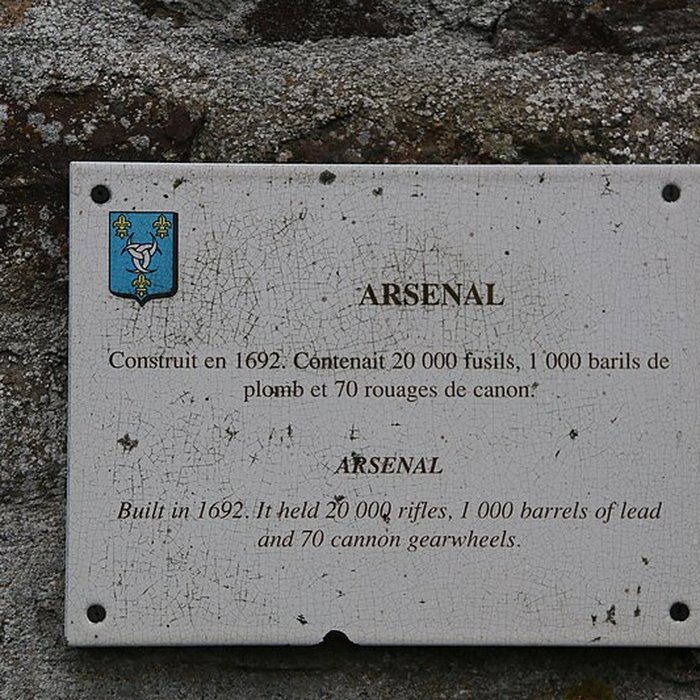 ARSENAL
Construit en 1692. Contenait 20 000 fusils, 1 000 barils de
plomb et 70 rouages de canon.
ARSENAL
Built in 1692. It held 20 000 rifles, 1 000 barrels of lead
and 70 cannon gearwheels.